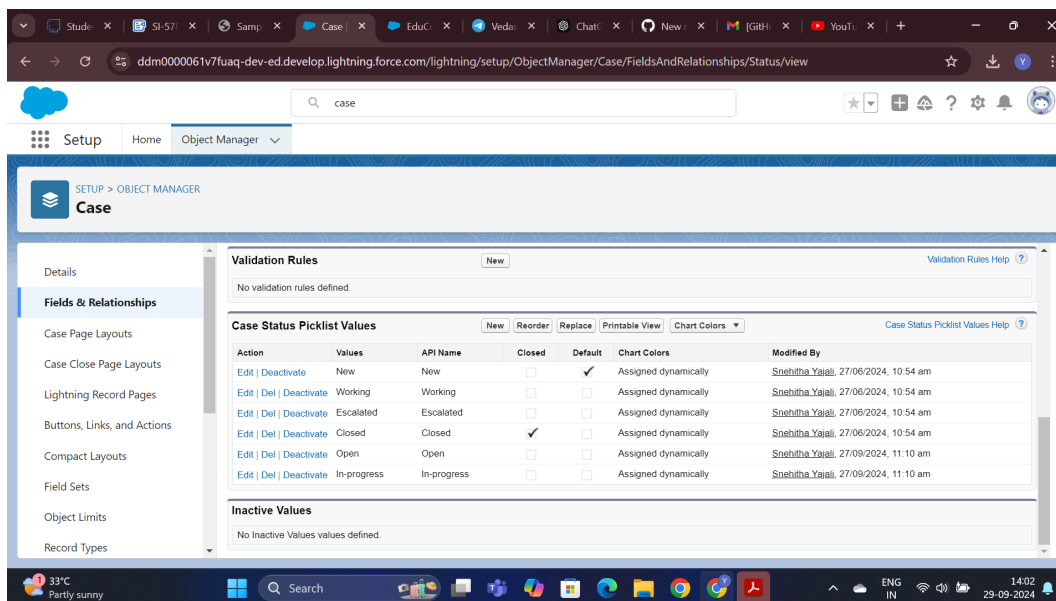 Studen
SI-578
Samp
Case |
EduCo
Vedas
ChatG
New r
[GitHu
YouTu
ddm0000061v7fuaq-dev-ed.develop.lightning.force.com/lightning/setup/ObjectManager/Case/FieldsAndRelationships/Status/view
Y
case
Setup Home Object Manager
SETUP > OBJECT MANAGER
Case
Details
Fields & Relationships
Case Page Layouts
Case Close Page Layouts
Lightning Record Pages
Buttons, Links, and Actions
Compact Layouts
Field Sets
Object Limits
Record Types
Validation Rules New Validation Rules Help ?
No validation rules defined.
Case Status Picklist Values New Reorder Replace Printable View Chart Colors ▼ Case Status Picklist Values Help ?
Action Values API Name Closed Default Chart Colors Modified By
Edit | Deactivate New New Assigned dynamically Snehitha Yajali, 27/06/2024, 10:54 am
Edit | Del | Deactivate Working Working Assigned dynamically Snehitha Yajali, 27/06/2024, 10:54 am
Edit | Del | Deactivate Escalated Escalated Assigned dynamically Snehitha Yajali, 27/06/2024, 10:54 am
Edit | Del | Deactivate Closed Closed Assigned dynamically Snehitha Yajali, 27/06/2024, 10:54 am
Edit | Del | Deactivate Open Open Assigned dynamically Snehitha Yajali, 27/09/2024, 11:10 am
Edit | Del | Deactivate In-progress In-progress Assigned dynamically Snehitha Yajali, 27/09/2024, 11:10 am
Inactive Values
No Inactive Values values defined.
1
33°C
Partly sunny
Search
ENG
IN
14:02
29-09-2024